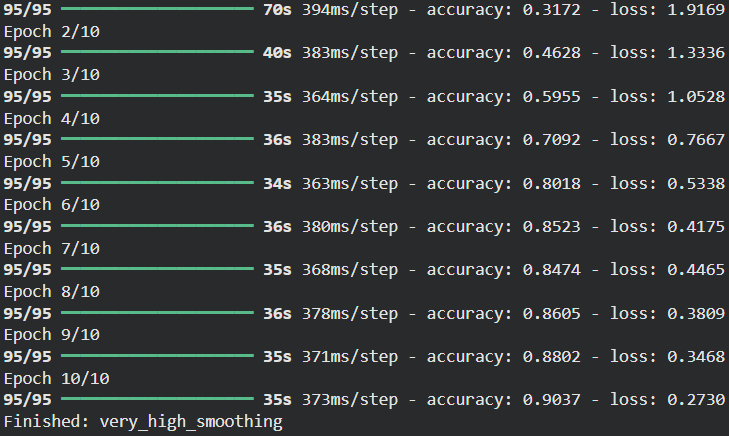 95/95 ━━━━━━━━━━━━━━━━━━━━ 70s 394ms/step - accuracy: 0.3172 - loss: 1.9169
Epoch 2/10
95/95 ━━━━━━━━━━━━━━━━━━━━ 40s 383ms/step - accuracy: 0.4628 - loss: 1.3336
Epoch 3/10
95/95 ━━━━━━━━━━━━━━━━━━━━ 35s 364ms/step - accuracy: 0.5955 - loss: 1.0528
Epoch 4/10
95/95 ━━━━━━━━━━━━━━━━━━━━ 36s 383ms/step - accuracy: 0.7092 - loss: 0.7667
Epoch 5/10
95/95 ━━━━━━━━━━━━━━━━━━━━ 34s 363ms/step - accuracy: 0.8018 - loss: 0.5338
Epoch 6/10
95/95 ━━━━━━━━━━━━━━━━━━━━ 36s 380ms/step - accuracy: 0.8523 - loss: 0.4175
Epoch 7/10
95/95 ━━━━━━━━━━━━━━━━━━━━ 35s 368ms/step - accuracy: 0.8474 - loss: 0.4465
Epoch 8/10
95/95 ━━━━━━━━━━━━━━━━━━━━ 36s 378ms/step - accuracy: 0.8605 - loss: 0.3809
Epoch 9/10
95/95 ━━━━━━━━━━━━━━━━━━━━ 35s 371ms/step - accuracy: 0.8802 - loss: 0.3468
Epoch 10/10
95/95 ━━━━━━━━━━━━━━━━━━━━ 35s 373ms/step - accuracy: 0.9037 - loss: 0.2730
Finished: very_high_smoothing